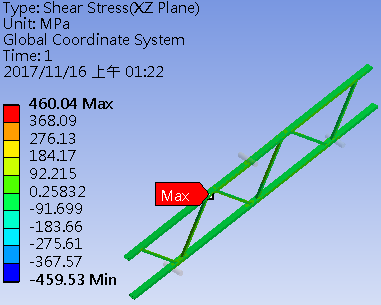 Type: Shear Stress(XZ Plane)
Unit: MPa
Global Coordinate System
Time: 1
2017/11/16 上午 01:22
460.04 Max
368.09
276.13
184.17
92.215
0.25832
-91.699
-183.66
-275.61
-367.57
-459.53 Min
Max